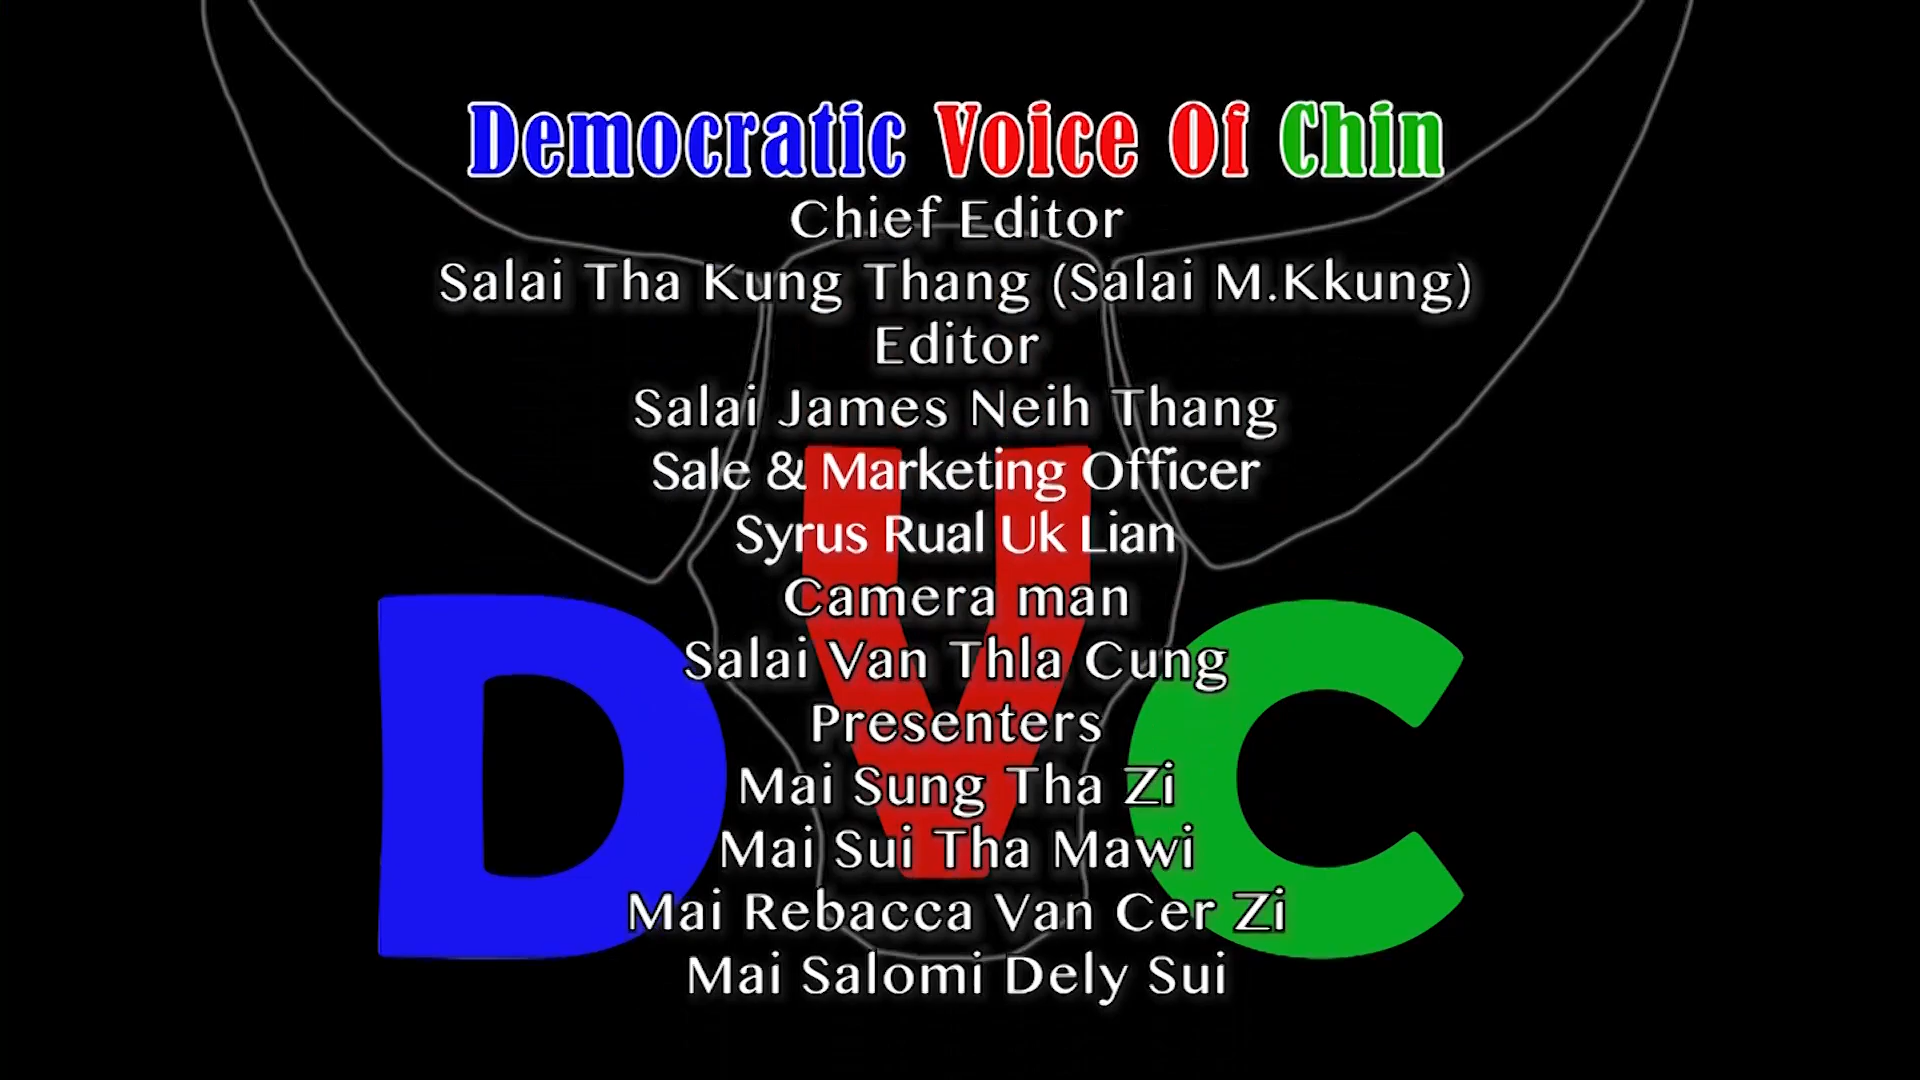 Democratic Voice Of Chin
Chief Editor
Salai Tha Kung Thang (Salai M.Kkung)
Editor
Salai James Neih Thang
Sale & Marketing Officer
Syrus Rual Uk Lian
Camera man
Salai Van Thla Cung
Presenters
Mai Sung Tha Zi
Mai Sui Tha Mawi
Mai Rebacca Van Cer Zi
Mai Salomi Dely Sui
DVC